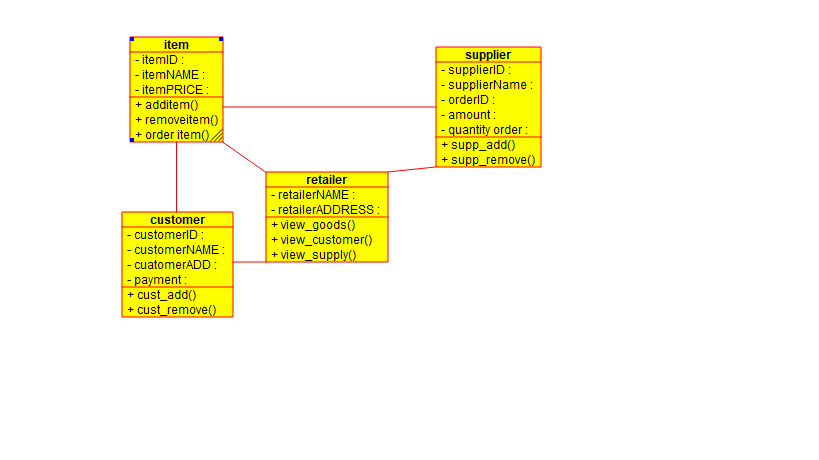 item
- itemID :
- itemNAME :
- itemPRICE :
+ additem()
+ removeitem()
+ order item()
supplier
- supplierID :
- supplierName :
- orderID :
- amount :
- quantity order :
+ supp_add()
+ supp_remove()
retailer
- retailerNAME :
- retailerADDRESS :
+ view_goods()
+ view_customer()
+ view_supply()
customer
- customerID :
- customerNAME :
- cuatomerADD :
- payment :
+ cust_add()
+ cust_remove()